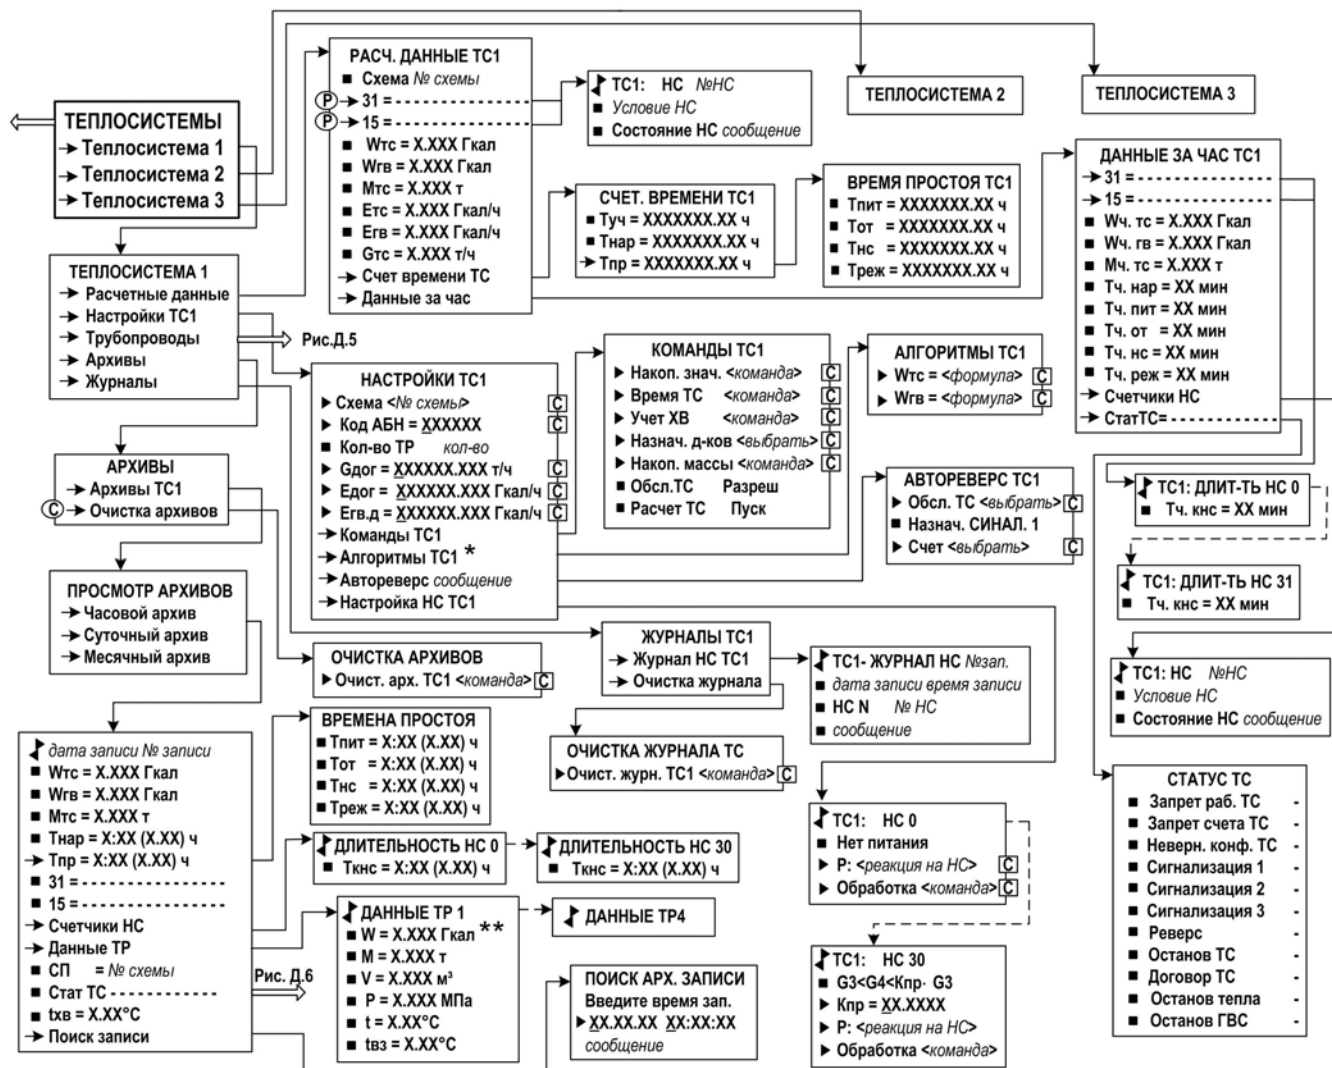 ТЕПЛОСИСТЕМЫ
Теплосистема 1
Теплосистема 2
Теплосистема 3
ТЕПЛОСИСТЕМА 1
Расчетные данные
Настройки ТС1
Трубопроводы
Архивы
Журналы
Рис.Д.5
АРХИВЫ
Архивы ТС1
С Очистка архивов
ПРОСМОТР АРХИВОВ
Часовой архив
Суточный архив
Месячный архив
дата записи № записи
Wтс = X.XXX Гкал
Wгв = X.XXX Гкал
Мтс = X.XXX т
Тнар = X:XX (X.XX) ч
Тпр = X:XX (X.XX) ч
31 = - - - - - - - - - - - - - -
15 = - - - - - - - - - - - - - -
Счетчики НС
Данные ТР
СП = № схемы
Стат ТС - - - - - - - - - - -
tхв = X.XX°C
Поиск записи
Рис. Д.6
РАСЧ. ДАННЫЕ ТС1
Схема № схемы
Р 31 = - - - - - - - - - - - - - -
Р 15 = - - - - - - - - - - - - - -
Wтс = X.XXX Гкал
Wгв = X.XXX Гкал
Мтс = X.XXX т
Етс = X.XXX Гкал/ч
Егв = X.XXX Гкал/ч
Gтс = X.XXX т/ч
Счет времени ТС
Данные за час
ТС1: НС №НС
Условие НС
Состояние НС сообщение
ТЕПЛОСИСТЕМА 2
ТЕПЛОСИСТЕМА 3
СЧЕТ. ВРЕМЕНИ ТС1
Туч = XXXXXXX.XX ч
Тнар = XXXXXXX.XX ч
Тпр = XXXXXXX.XX ч
ВРЕМЯ ПРОСТОЯ ТС1
Тпит = XXXXXXX.XX ч
Тот = XXXXXXX.XX ч
Тнс = XXXXXXX.XX ч
Треж = XXXXXXX.XX ч
ДАННЫЕ ЗА ЧАС ТС1
31 = - - - - - - - - - - - - - -
15 = - - - - - - - - - - - - - -
Wч. тс = X.XXX Гкал
Wч. гв = X.XXX Гкал
Мч. тс = X.XXX т
Тч. нар = XX мин
Тч. пит = XX мин
Тч. от = XX мин
Тч. нс = XX мин
Тч. реж = XX мин
Счетчики НС
СтатТС= - - - - - - - - - - -
НАСТРОЙКИ ТС1
Схема <№ схемы> С
Код АБН = XXXXXX С
Кол-во ТР кол-во
Gдог = XXXXXX.XXX т/ч С
Едог = XXXXXX.XXX Гкал/ч С
Егв.д = XXXXXX.XXX Гкал/ч С
Команды ТС1
Алгоритмы ТС1 *
Автореверс сообщение
Настройка НС ТС1
КОМАНДЫ ТС1
Накоп. знач. <команда> С
Время ТС <команда> С
Учет ХВ <команда> С
Назнач. д-ков <выбрать> С
Накоп. массы <команда> С
Обсл.ТС Разреш
Расчет ТС Пуск
АЛГОРИТМЫ ТС1
Wтс = <формула> С
Wгв = <формула> С
АВТОРЕВЕРС ТС1
Обсл. ТС <выбрать> С
Назнач. СИНАЛ. 1
Счет <выбрать> С
ТС1: ДЛИТ-ТЬ НС 0
Тч. кнс = XX мин
ТС1: ДЛИТ-ТЬ НС 31
Тч. кнс = XX мин
ТС1: НС №НС
Условие НС
Состояние НС сообщение
СТАТУС ТС
Запрет раб. ТС -
Запрет счета ТС -
Неверн. конф. ТС -
Сигнализация 1 -
Сигнализация 2 -
Сигнализация 3 -
Реверс -
Останов ТС -
Договор ТС -
Останов тепла -
Останов ГВС -
ОЧИСТКА АРХИВОВ
Очист. арх. ТС1 <команда> С
ЖУРНАЛЫ ТС1
Журнал НС ТС1
Очистка журнала
ТС1- ЖУРНАЛ НС №зап.
дата записи время записи
НС N № НС
сообщение
ОЧИСТКА ЖУРНАЛА ТС
Очист. журн. ТС1 <команда> С
ВРЕМЕНА ПРОСТОЯ
Тпит = X:XX (X.XX) ч
Тот = X:XX (X.XX) ч
Тнс = X:XX (X.XX) ч
Треж = X:XX (X.XX) ч
ДЛИТЕЛЬНОСТЬ НС 0
Ткнс = X:XX (X.XX) ч
ДЛИТЕЛЬНОСТЬ НС 30
Ткнс = X:XX (X.XX) ч
ДАННЫЕ ТР 1
W = X.XXX Гкал **
М = X.XXX т
V = X.XXX м³
Р = X.XXX МПа
t = X.XX°C
tвз = X.XX°C
ДАННЫЕ ТР4
ПОИСК АРХ. ЗАПИСИ
Введите время зап.
XX.XX.XX XX:XX:XX
сообщение
ТС1: НС 0
Нет питания
Р: <реакция на НС> С
Обработка <команда> С
ТС1: НС 30
G3<G4<Кпр· G3
Кпр = XX.XXXX
Р: <реакция на НС>
Обработка <команда>